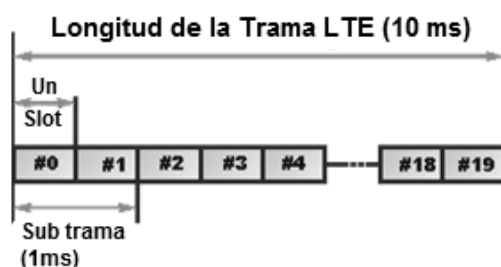 Longitud de la Trama LTE (10 ms)
Un
Slot
#0 #1 #2 #3 #4 #18 #19
Sub trama
(1ms)